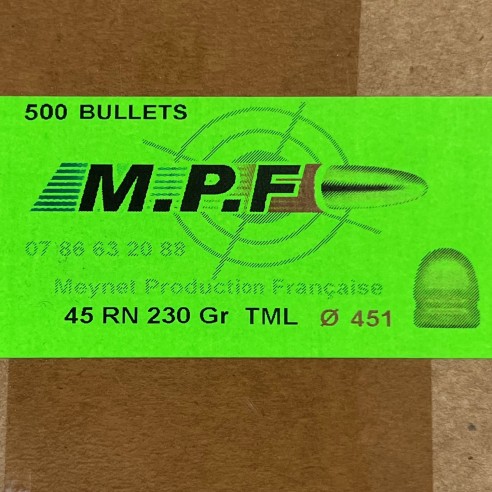 500 BULLETS
M.P.F
07 86 63 20 88
Meynet Production Française
45 RN 230 Gr TML Ø 451